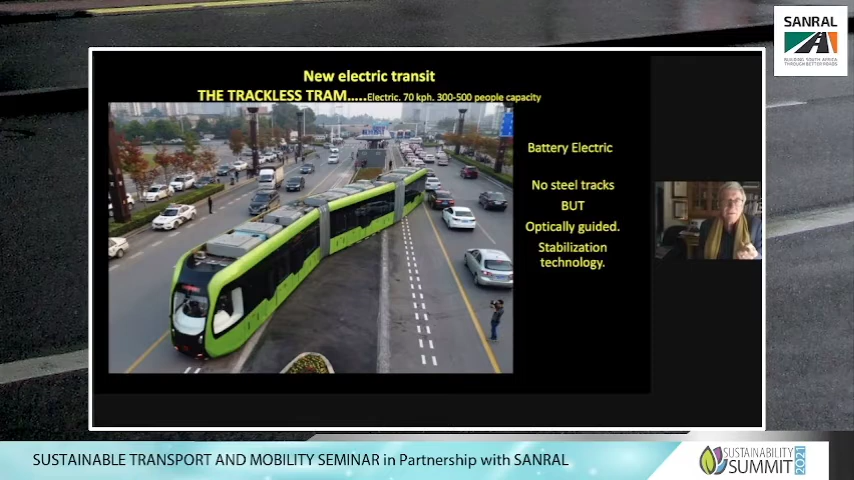 SANRAL
BUILDING SOUTH AFRICA
THROUGH BETTER ROADS
New electric transit
THE TRACKLESS TRAM.....Electric. 70 kph. 300-500 people capacity
Battery Electric
No steel tracks
BUT
Optically guided.
Stabilization
technology.
SUSTAINABLE TRANSPORT AND MOBILITY SEMINAR in Partnership with SANRAL
SUSTAINABILITY
SUMMIT 2021